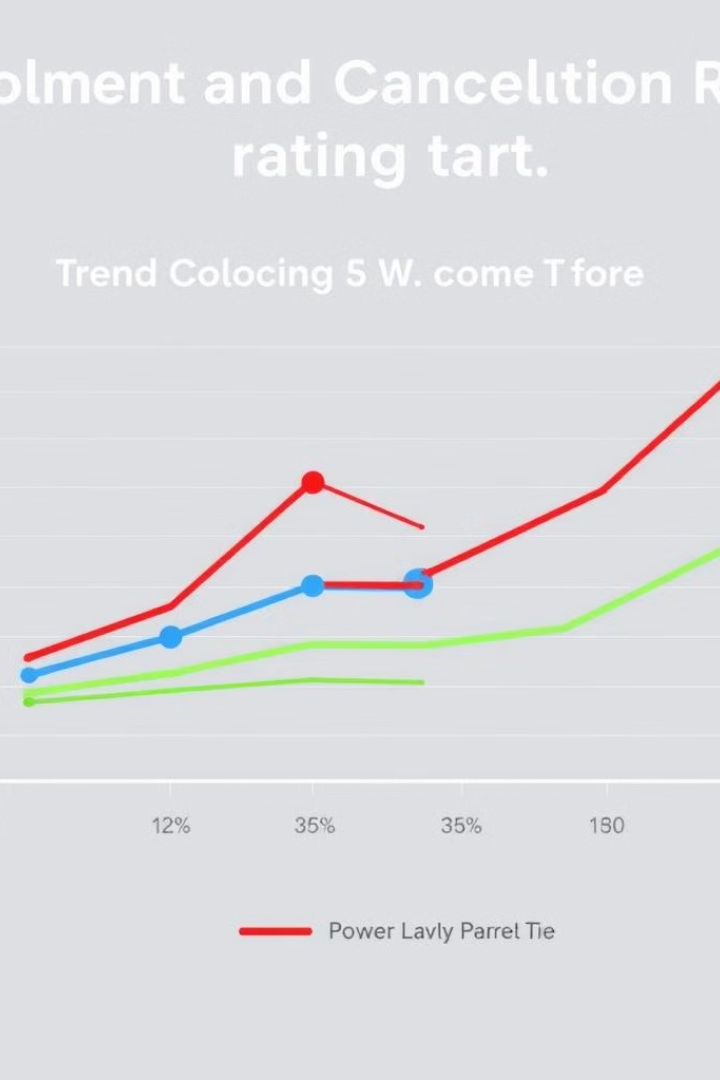 olment and Cancelıtion R
rating tart.
Trend Colocing 5 W. come T fore
12% 35% 35% 180
Power Lavly Parrel Tie